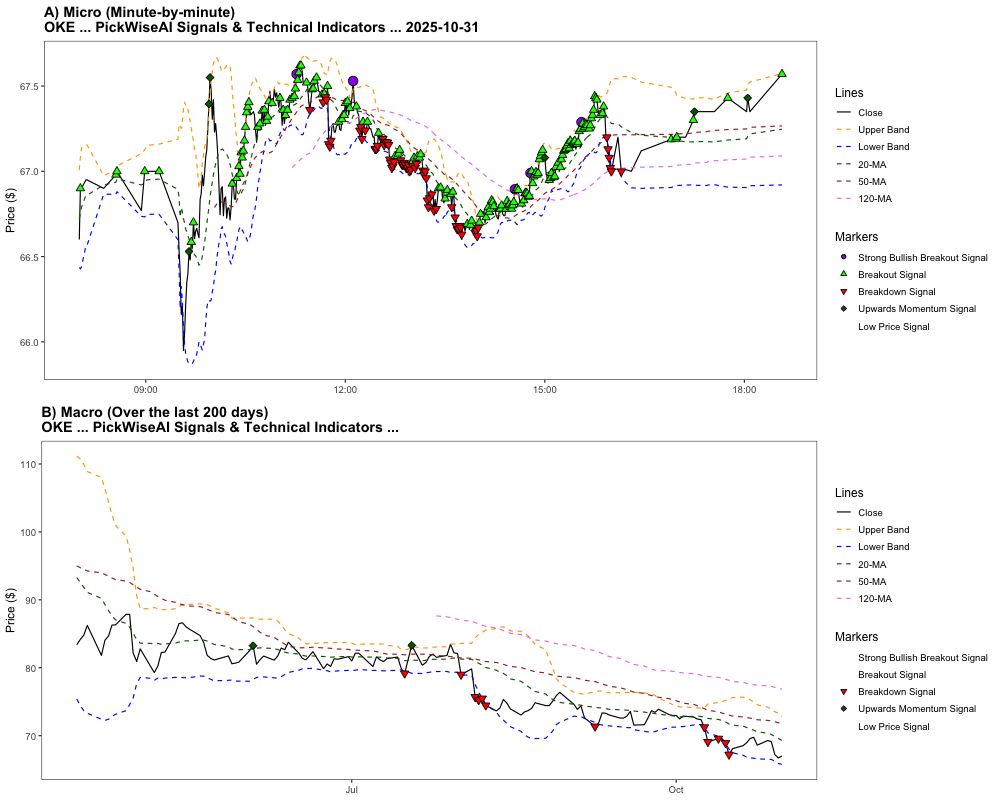 A) Micro (Minute-by-minute)
OKE ... PickWiseAI Signals & Technical Indicators ... 2025-10-31
Price ($)
67.5
67.0
66.5
66.0
09:00
12:00
15:00
18:00
Lines
Close
Upper Band
Lower Band
20-MA
50-MA
120-MA
Markers
Strong Bullish Breakout Signal
Breakout Signal
Breakdown Signal
Upwards Momentum Signal
Low Price Signal
B) Macro (Over the last 200 days)
OKE ... PickWiseAI Signals & Technical Indicators ...
Price ($)
110
100
90
80
70
Jul
Oct
Lines
Close
Upper Band
Lower Band
20-MA
50-MA
120-MA
Markers
Strong Bullish Breakout Signal
Breakout Signal
Breakdown Signal
Upwards Momentum Signal
Low Price Signal